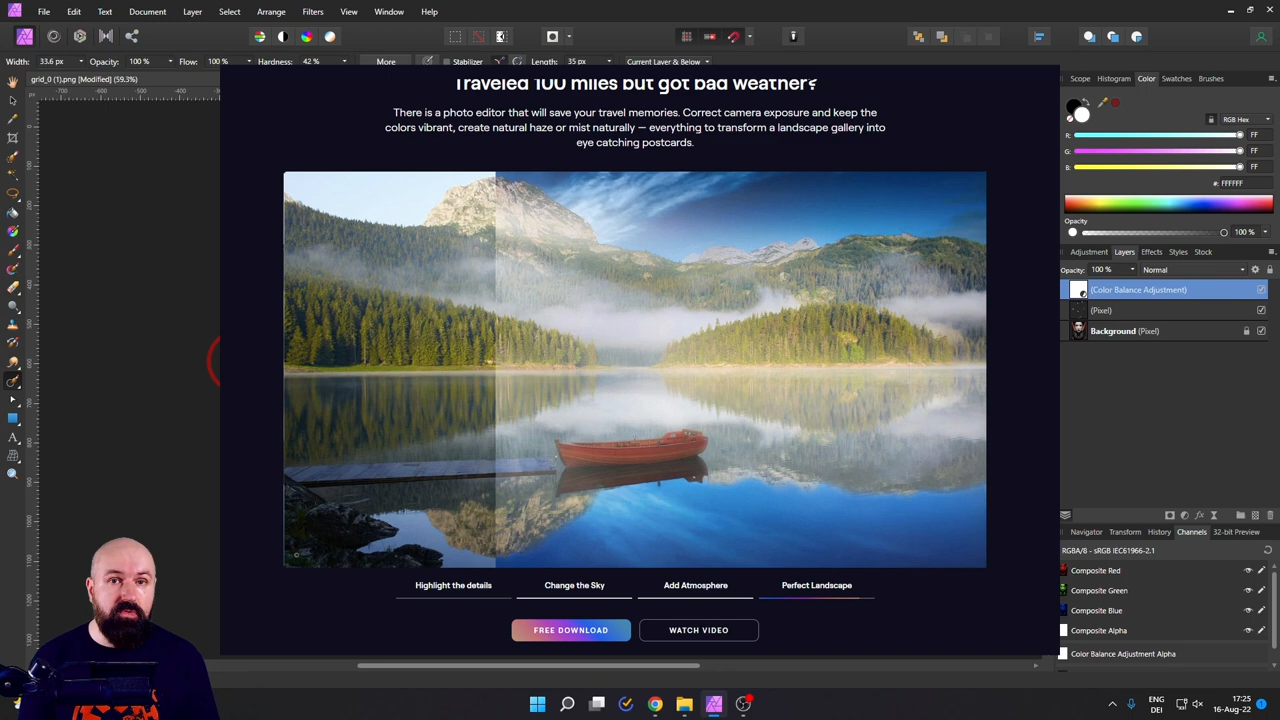 File Edit Text Document Layer Select Arrange Filters View Window Help
Width: 33.6 px Opacity: 100 % Flow: 100 % Hardness: 42 % More Stabilizer Length: 35 px Current Layer & Below
grid_0 (1).png [Modified] (59.3%)
Scope Histogram Color Swatches Brushes
px -700 -600 -500 -400
Traveled 100 miles but got bad weather?
There is a photo editor that will save your travel memories. Correct camera exposure and keep the
colors vibrant, create natural haze or mist naturally — everything to transform a landscape gallery into
eye catching postcards.
RGB Hex
R: FF
G: FF
B: FF
#: FFFFFF
Opacity
100 %
Adjustment Layers Effects Styles Stock
Opacity: 100 % Normal
(Color Balance Adjustment)
(Pixel)
Background (Pixel)
Navigator Transform History Channels 32-bit Preview
RGBA/8 - sRGB IEC61966-2.1
Composite Red
Composite Green
Composite Blue
Composite Alpha
Color Balance Adjustment Alpha
Highlight the details Change the Sky Add Atmosphere Perfect Landscape
FREE DOWNLOAD WATCH VIDEO
ENG
DEI
17:25
16-Aug-22